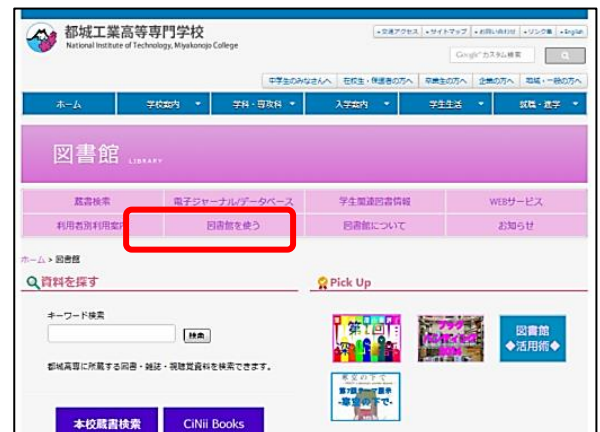 都城工業高等専門学校
National Institute of Technology, Miyakonojo College
交通アクセス サイトマップ お問い合わせ リンク集 English
Google カスタム検索
中学生のみなさんへ 在校生・保護者の方へ 卒業生の方へ 企業の方へ 地域・一般の方へ
ホーム 学校案内 学科・専攻科 入学案内 学生生活 就職・進学
図書館 LIBRARY
蔵書検索 電子ジャーナル/データベース 学生関連図書情報 WEBサービス
利用者別利用案内 図書館を使う 図書館について お知らせ
ホーム > 図書館
資料を探す
Pick Up
キーワード検索
検索
都城高専に所蔵する図書・雑誌・視聴覚資料を検索できます。
本校蔵書検索 CiNii Books
図書館
◆活用術◆
寒空の下で
-寒空の下で-